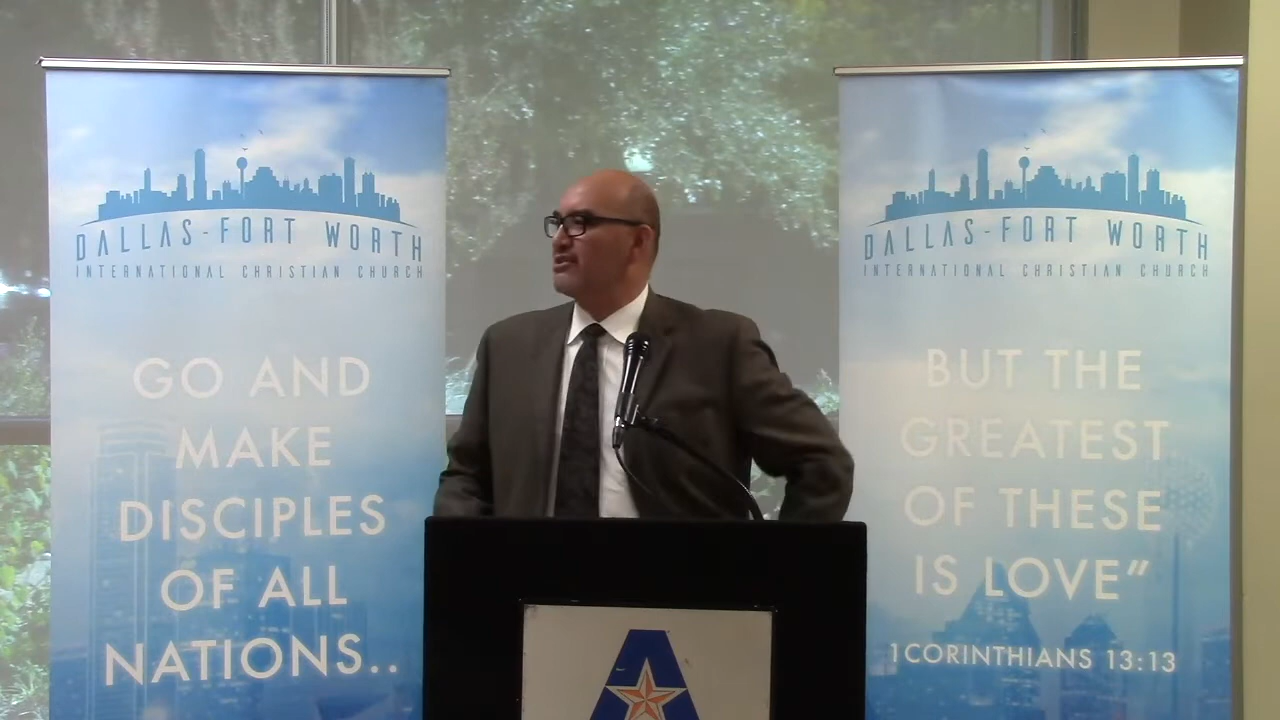 DALLAS-FORT WORTH
INTERNATIONAL CHRISTIAN CHURCH
GO AND
MAKE
DISCIPLES
OF ALL
NATIONS..
DALLAS-FORT WORTH
INTERNATIONAL CHRISTIAN CHURCH
BUT THE
GREATEST
OF THESE
IS LOVE”
1CORINTHIANS 13:13
A